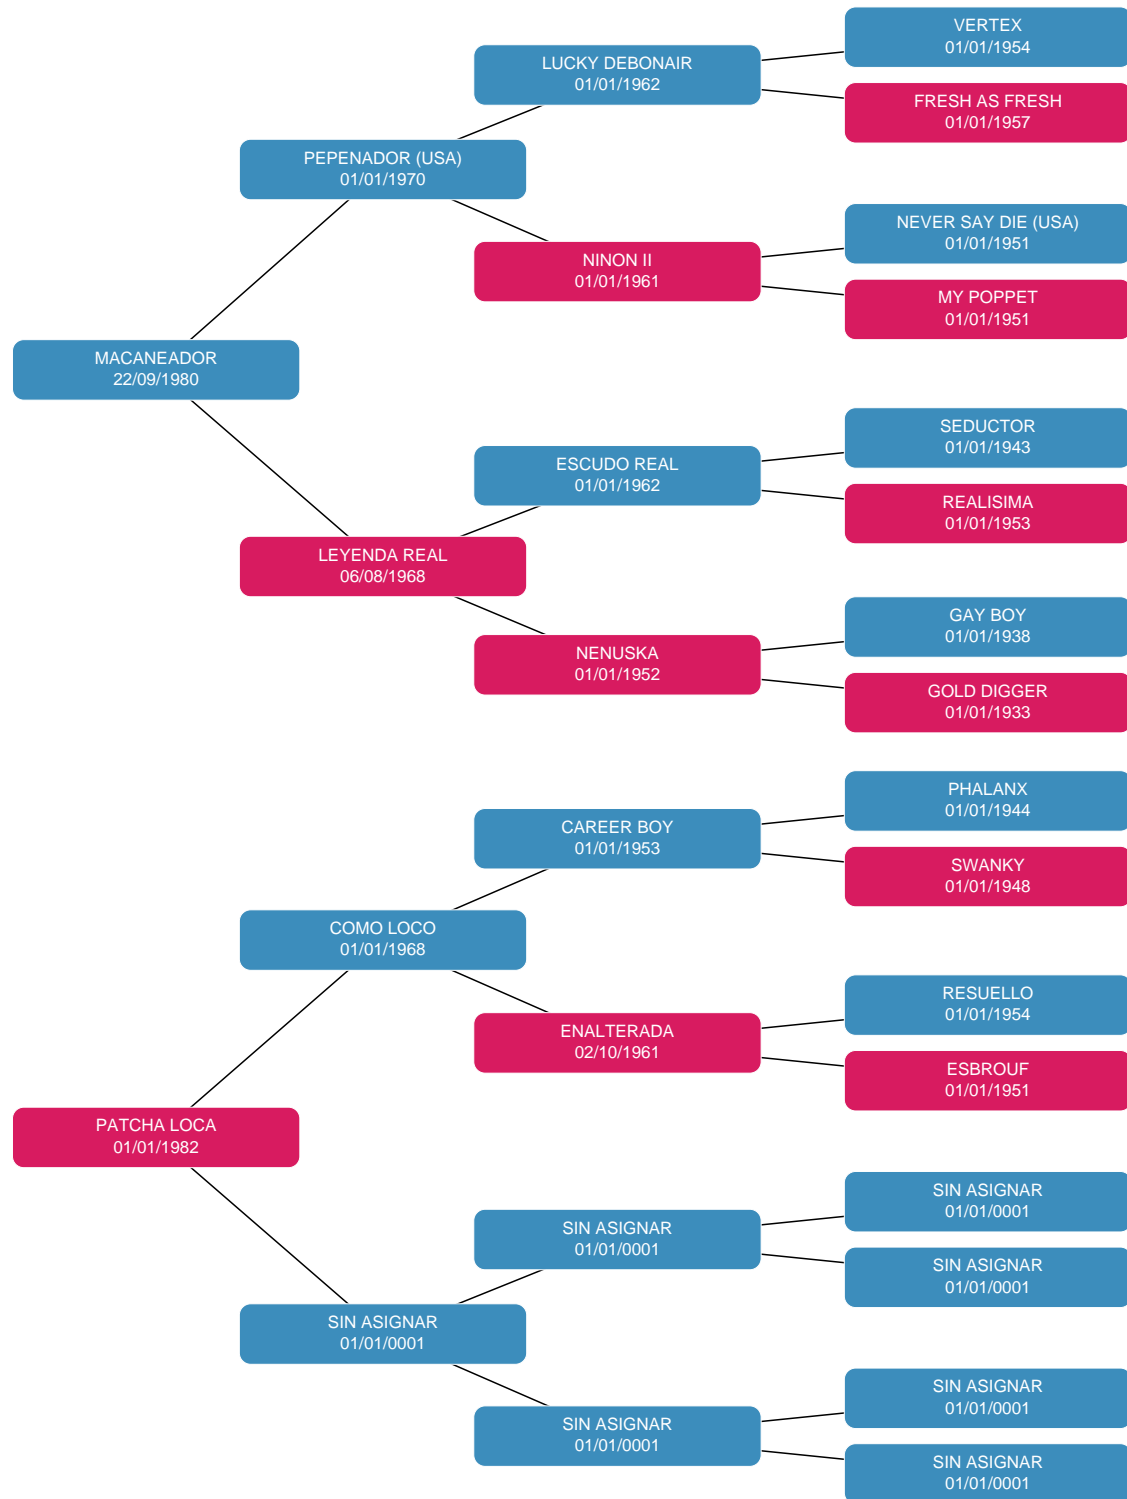 VERTEX
01/01/1954
LUCKY DEBONAIR
01/01/1962
FRESH AS FRESH
01/01/1957
PEPENADOR (USA)
01/01/1970
NEVER SAY DIE (USA)
01/01/1951
NINON II
01/01/1961
MY POPPET
01/01/1951
MACANEADOR
22/09/1980
SEDUCTOR
01/01/1943
ESCUDO REAL
01/01/1962
REALISIMA
01/01/1953
LEYENDA REAL
06/08/1968
GAY BOY
01/01/1938
NENUSKA
01/01/1952
GOLD DIGGER
01/01/1933
PHALANX
01/01/1944
CAREER BOY
01/01/1953
SWANKY
01/01/1948
COMO LOCO
01/01/1968
RESUELLO
01/01/1954
ENALTERADA
02/10/1961
ESBROUF
01/01/1951
PATCHA LOCA
01/01/1982
SIN ASIGNAR
01/01/0001
SIN ASIGNAR
01/01/0001
SIN ASIGNAR
01/01/0001
SIN ASIGNAR
01/01/0001
SIN ASIGNAR
01/01/0001
SIN ASIGNAR
01/01/0001
SIN ASIGNAR
01/01/0001